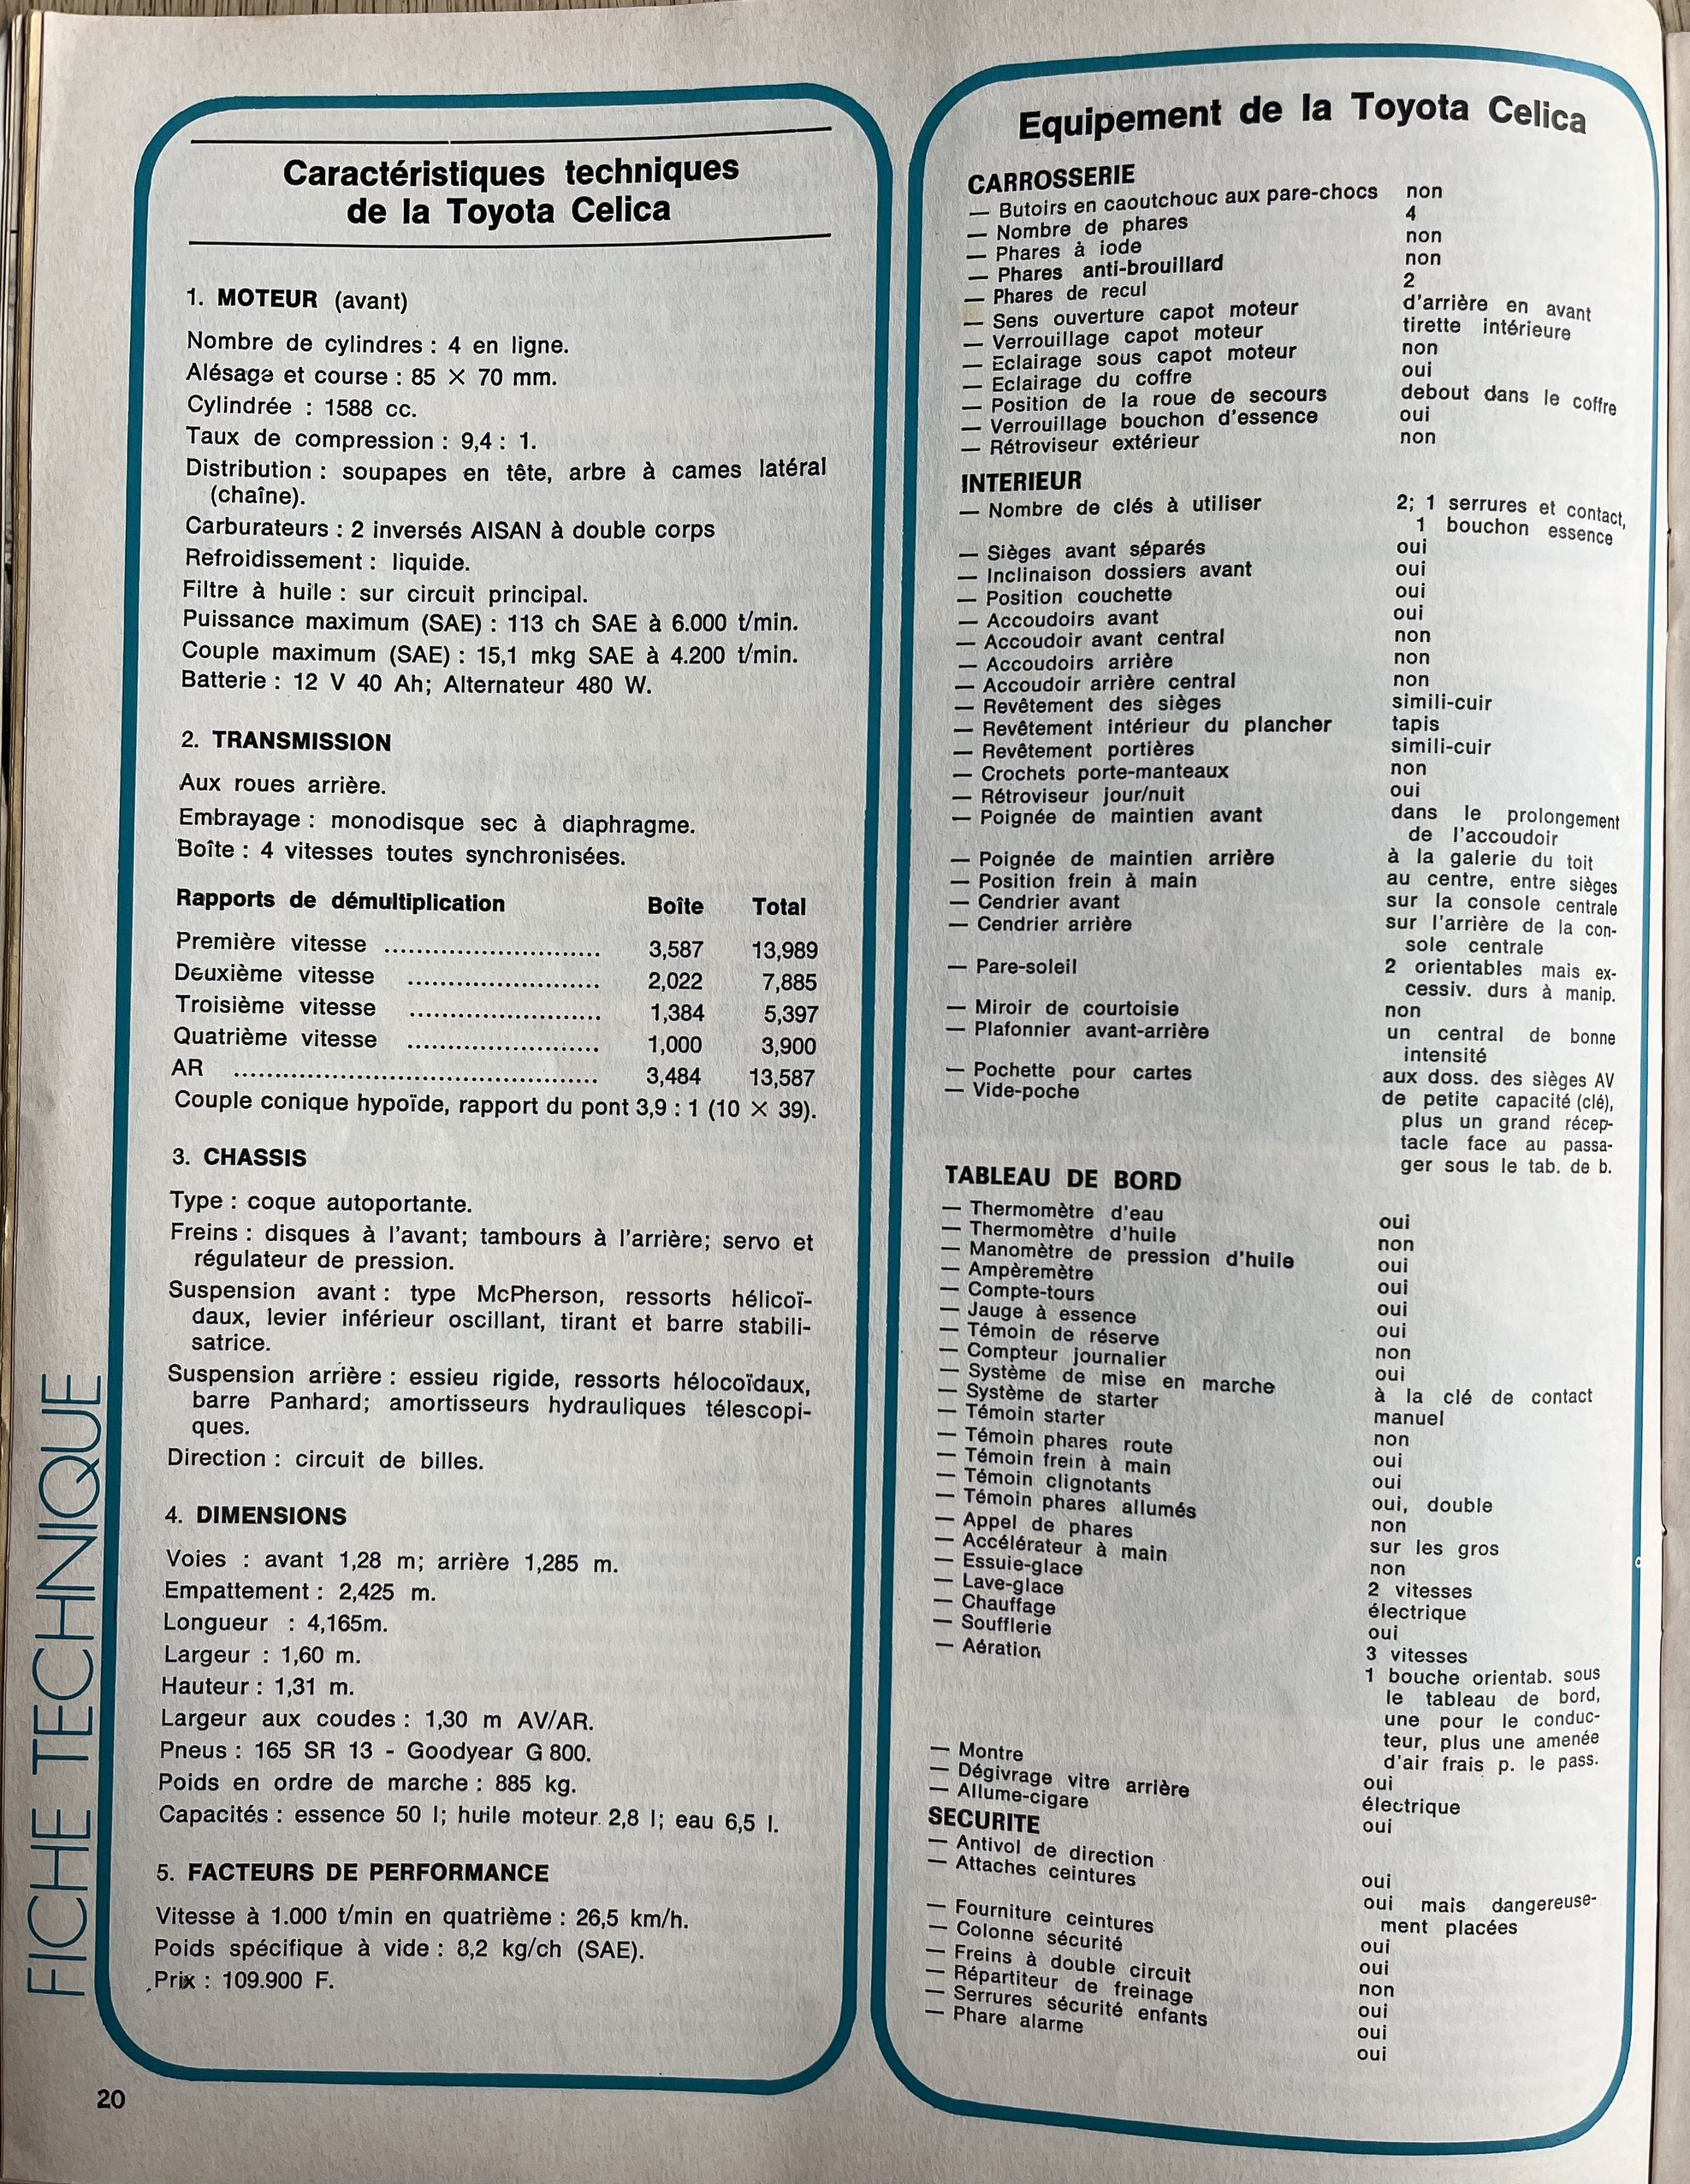 FICHE TECHNIQUE
Caractéristiques techniques
de la Toyota Celica
1. MOTEUR (avant)
Nombre de cylindres : 4 en ligne.
Alésage et course : 85 × 70 mm.
Cylindrée : 1588 cc.
Taux de compression : 9,4 : 1.
Distribution : soupapes en tête, arbre à cames latéral
(chaîne).
Carburateurs : 2 inversés AISAN à double corps
Refroidissement : liquide.
Filtre à huile : sur circuit principal.
Puissance maximum (SAE) : 113 ch SAE à 6.000 t/min.
Couple maximum (SAE) : 15,1 mkg SAE à 4.200 t/min.
Batterie : 12 V 40 Ah; Alternateur 480 W.
2. TRANSMISSION
Aux roues arrière.
Embrayage : monodisque sec à diaphragme.
Boîte : 4 vitesses toutes synchronisées.
Rapports de démultiplication Boîte Total
Première vitesse ........................... 3,587 13,989
Deuxième vitesse ........................ 2,022 7,885
Troisième vitesse ........................ 1,384 5,397
Quatrième vitesse ........................ 1,000 3,900
AR ............................................. 3,484 13,587
Couple conique hypoïde, rapport du pont 3,9 : 1 (10 × 39).
3. CHASSIS
Type : coque autoportante.
Freins : disques à l'avant; tambours à l'arrière; servo et
régulateur de pression.
Suspension avant : type McPherson, ressorts hélicoï-
daux, levier inférieur oscillant, tirant et barre stabili-
satrice.
Suspension arrière : essieu rigide, ressorts hélocoïdaux,
barre Panhard; amortisseurs hydrauliques télescopi-
ques.
Direction : circuit de billes.
4. DIMENSIONS
Voies : avant 1,28 m; arrière 1,285 m.
Empattement : 2,425 m.
Longueur : 4,165m.
Largeur : 1,60 m.
Hauteur : 1,31 m.
Largeur aux coudes : 1,30 m AV/AR.
Pneus : 165 SR 13 - Goodyear G 800.
Poids en ordre de marche : 885 kg.
Capacités : essence 50 l; huile moteur 2,8 l; eau 6,5 l.
5. FACTEURS DE PERFORMANCE
Vitesse à 1.000 t/min en quatrième : 26,5 km/h.
Poids spécifique à vide : 8,2 kg/ch (SAE).
Prix : 109.900 F.
20
Equipement de la Toyota Celica
CARROSSERIE
— Butoirs en caoutchouc aux pare-chocs non
— Nombre de phares 4
— Phares à iode non
— Phares anti-brouillard non
— Phares de recul 2
— Sens ouverture capot moteur d'arrière en avant
— Verrouillage capot moteur tirette intérieure
— Eclairage sous capot moteur non
— Eclairage du coffre oui
— Position de la roue de secours debout dans le coffre
— Verrouillage bouchon d'essence oui
— Rétroviseur extérieur non
INTERIEUR
— Nombre de clés à utiliser 2; 1 serrures et contact,
1 bouchon essence
— Sièges avant séparés oui
— Inclinaison dossiers avant oui
— Position couchette oui
— Accoudoirs avant oui
— Accoudoir avant central non
— Accoudoirs arrière non
— Accoudoir arrière central non
— Revêtement des sièges simili-cuir
— Revêtement intérieur du plancher tapis
— Revêtement portières simili-cuir
— Crochets porte-manteaux non
— Rétroviseur jour/nuit oui
— Poignée de maintien avant dans le prolongement
de l'accoudoir
— Poignée de maintien arrière à la galerie du toit
— Position frein à main au centre, entre sièges
— Cendrier avant sur la console centrale
— Cendrier arrière sur l'arrière de la con-
sole centrale
— Pare-soleil 2 orientables mais ex-
cessiv. durs à manip.
— Miroir de courtoisie non
— Plafonnier avant-arrière un central de bonne
intensité
— Pochette pour cartes aux doss. des sièges AV
— Vide-poche de petite capacité (clé),
plus un grand récep-
tacle face au passa-
ger sous le tab. de b.
TABLEAU DE BORD
— Thermomètre d'eau oui
— Thermomètre d'huile non
— Manomètre de pression d'huile oui
— Ampèremètre oui
— Compte-tours oui
— Jauge à essence oui
— Témoin de réserve non
— Compteur journalier oui
— Système de mise en marche à la clé de contact
— Système de starter manuel
— Témoin starter non
— Témoin phares route oui
— Témoin frein à main oui
— Témoin clignotants oui, double
— Témoin phares allumés non
— Appel de phares sur les gros
— Accélérateur à main non
— Essuie-glace 2 vitesses
— Lave-glace électrique
— Chauffage oui
— Soufflerie 3 vitesses
— Aération 1 bouche orientab. sous
le tableau de bord,
une pour le conduc-
teur, plus une amenée
d'air frais p. le pass.
— Montre oui
— Dégivrage vitre arrière électrique
— Allume-cigare oui
SECURITE
— Antivol de direction oui
— Attaches ceintures oui mais dangereuse-
ment placées
— Fourniture ceintures oui
— Colonne sécurité oui
— Freins à double circuit non
— Répartiteur de freinage oui
— Serrures sécurité enfants oui
— Phare alarme oui